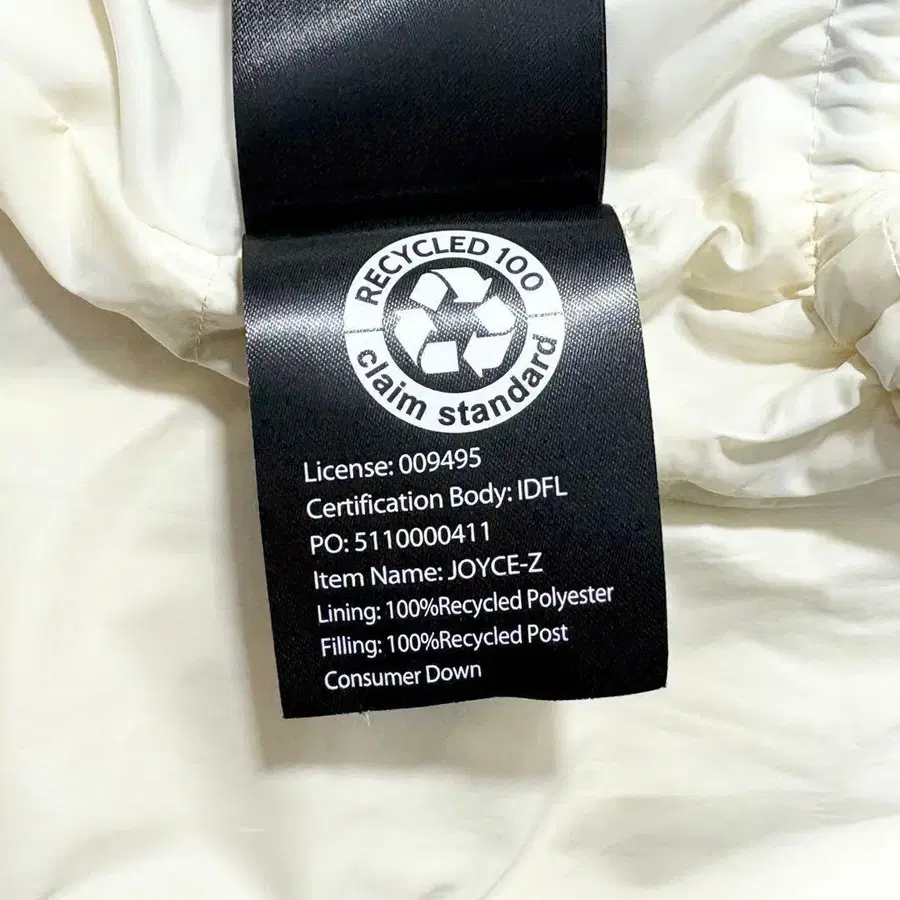 RECYCLED 100
claim standard
License: 009495
Certification Body: IDFL
PO: 5110000411
Item Name: JOYCE-Z
Lining: 100%Recycled Polyester
Filling: 100%Recycled Post
Consumer Down